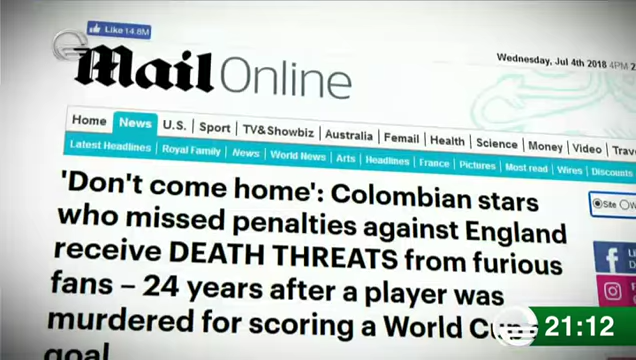 Like 14.8M
Mail Online
Wednesday, Jul 4th 2018 4PM
Home News U.S. Sport TV&Showbiz Australia Femail Health Science Money Video
Latest Headlines Royal Family News World News Arts Headlines France Pictures Most read Wires Discounts
Site
'Don't come home': Colombian stars
who missed penalties against England
receive DEATH THREATS from furious
fans – 24 years after a player was
murdered for scoring a World
goal
21:12